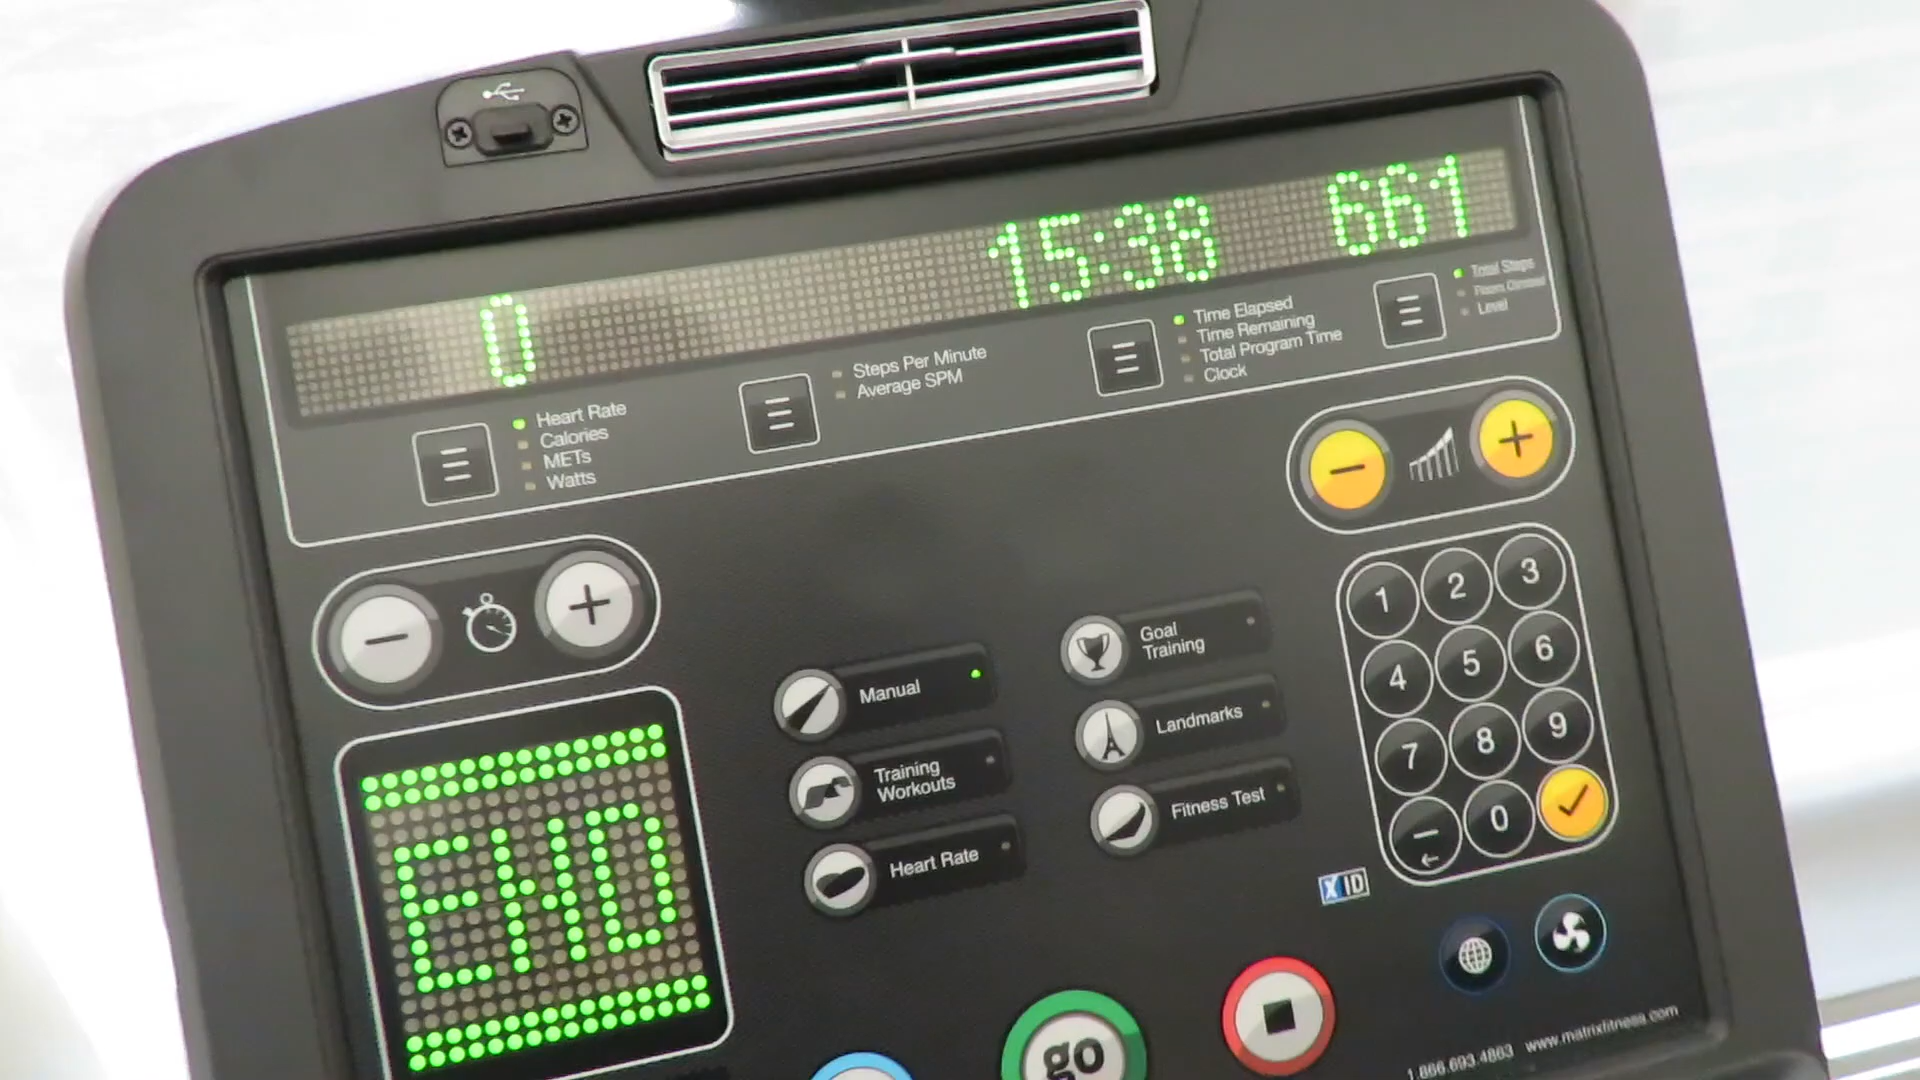 0 15:38 661
Heart Rate
Calories
METs
Watts
Steps Per Minute
Average SPM
Time Elapsed
Time Remaining
Total Program Time
Clock
Total Steps
Floors Climbed
Level
Manual
Training
Workouts
Heart Rate
Goal
Training
Landmarks
Fitness Test
1 2 3
4 5 6
7 8 9
0
END
XID
go
1.866.693.4863 www.matrixfitness.com